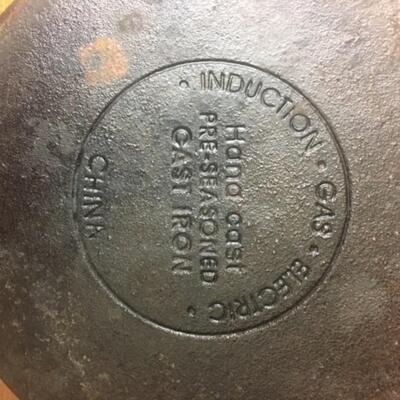 • INDUCTION • GAS • ELECTRIC •
Hand cast
PRE-SEASONED
CAST IRON
CHINA